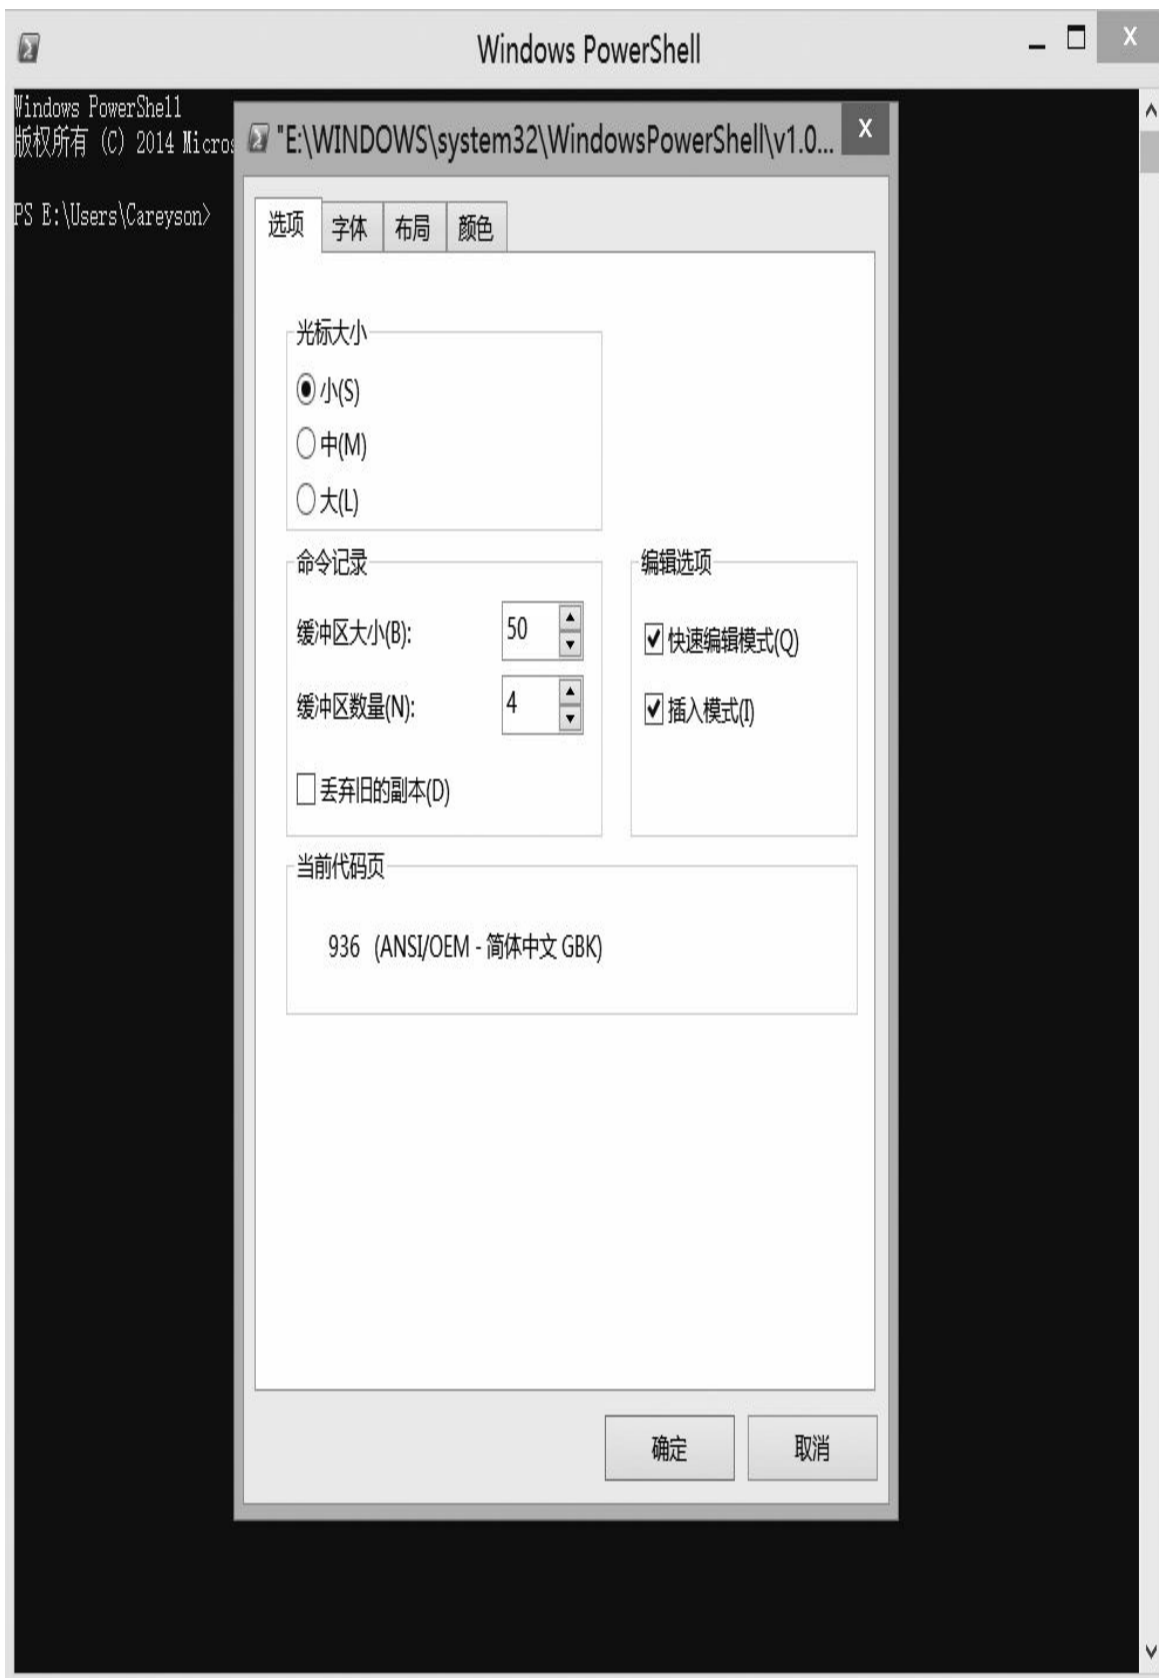 Windows PowerShell
X
Windows PowerShell
版权所有 (C) 2014 Micros
PS E:\Users\Careyson>
"E:\WINDOWS\system32\WindowsPowerShell\v1.0...
X
选项 字体 布局 颜色
光标大小
小(S)
中(M)
大(L)
命令记录
缓冲区大小(B): 50
缓冲区数量(N): 4
丢弃旧的副本(D)
编辑选项
快速编辑模式(Q)
插入模式(I)
当前代码页
936 (ANSI/OEM - 简体中文 GBK)
确定 取消